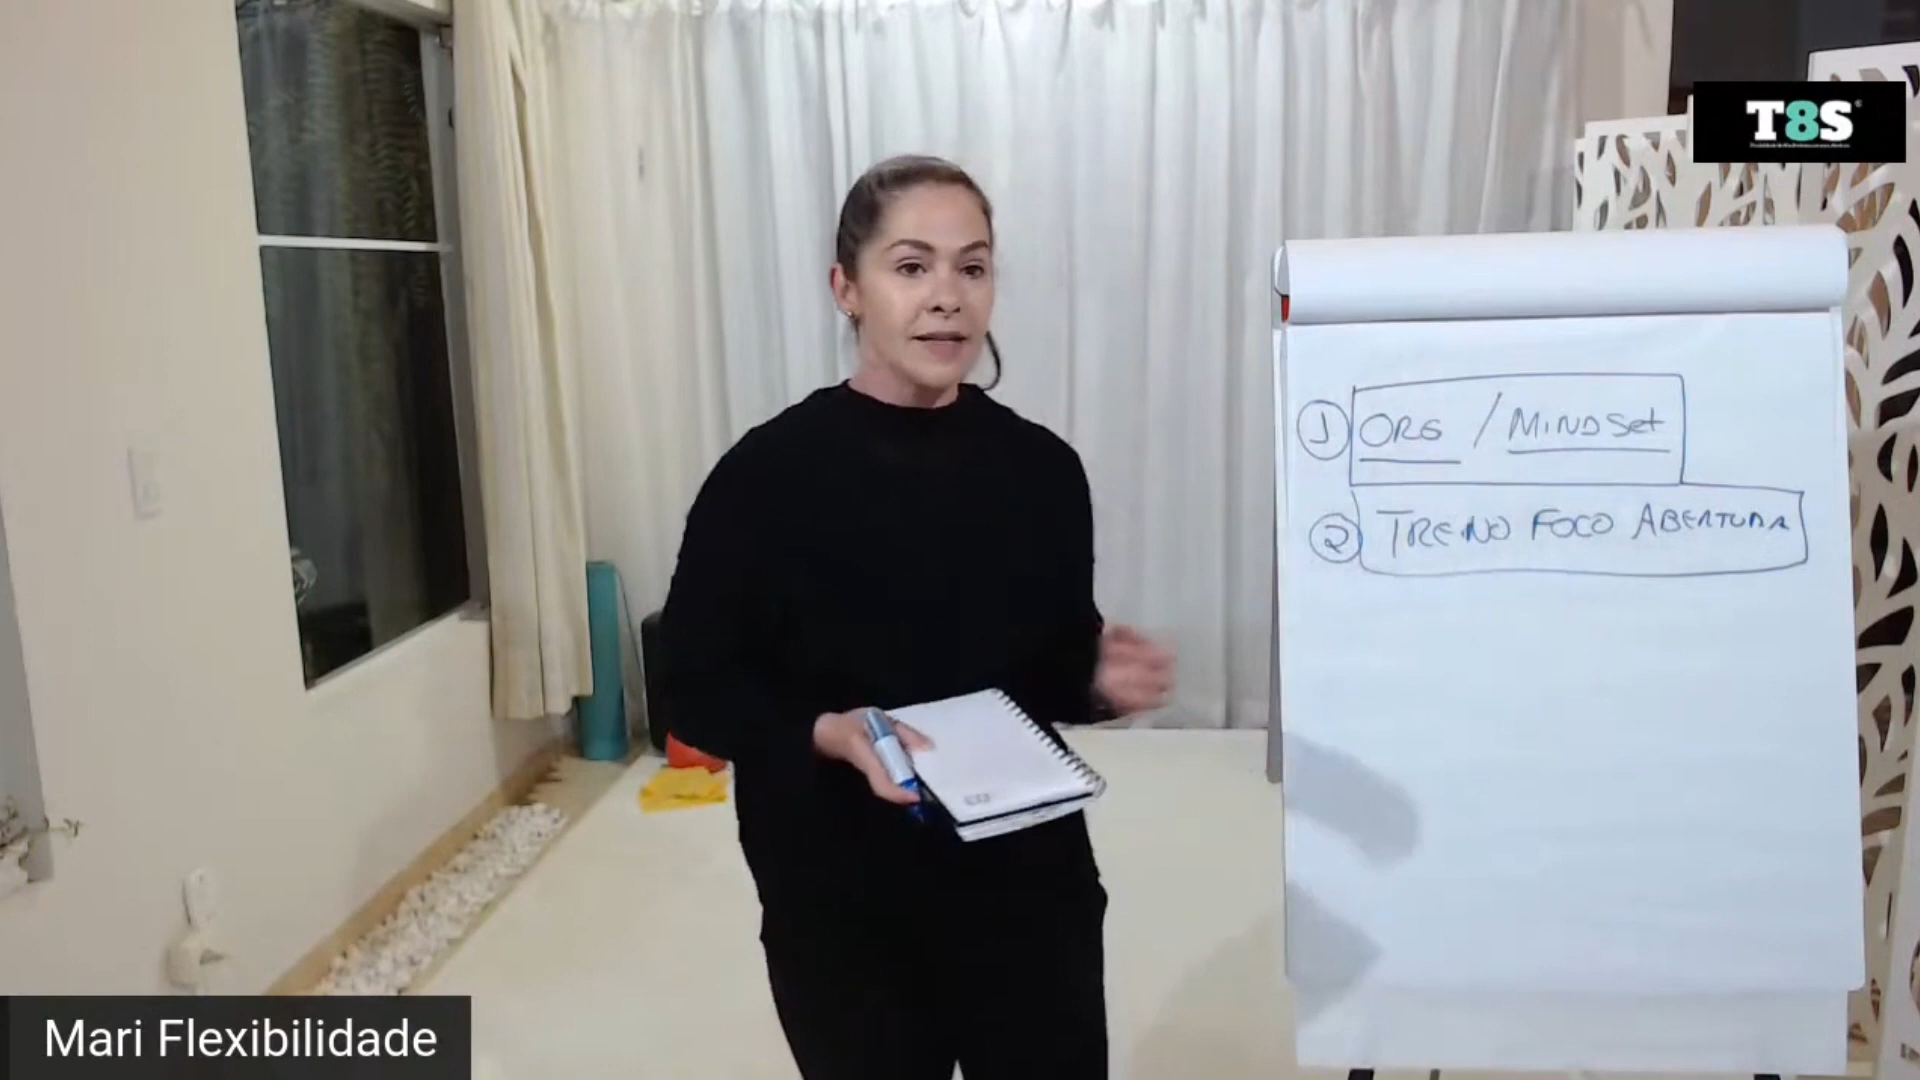 T8S
① ORG / MINDSet
② TREINO FOCO ABERTURA
Mari Flexibilidade